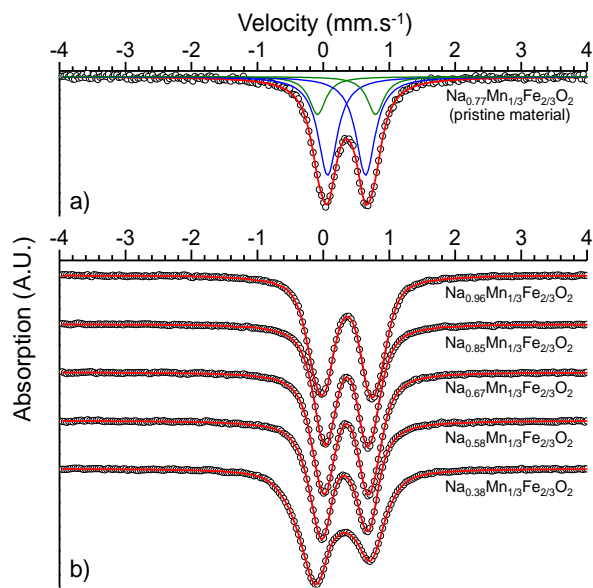 Velocity (mm.s⁻¹)
-4 -3 -2 -1 0 1 2 3 4
Na₀.₇₇Mn₁/₃Fe₂/₃O₂
(pristine material)
a)
-4 -3 -2 -1 0 1 2 3 4
Absorption (A.U.)
Na₀.₉₆Mn₁/₃Fe₂/₃O₂
Na₀.₈₅Mn₁/₃Fe₂/₃O₂
Na₀.₆₇Mn₁/₃Fe₂/₃O₂
Na₀.₅₈Mn₁/₃Fe₂/₃O₂
Na₀.₃₈Mn₁/₃Fe₂/₃O₂
b)